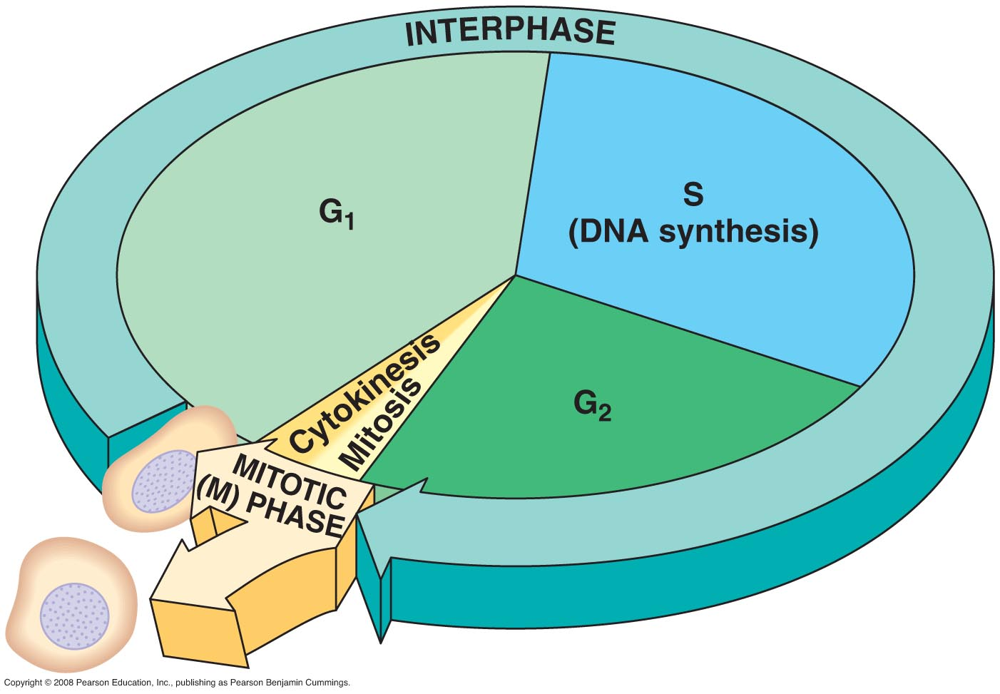 INTERPHASE
G₁
S
(DNA synthesis)
G₂
Cytokinesis
Mitosis
MITOTIC
(M) PHASE
Copyright © 2008 Pearson Education, Inc., publishing as Pearson Benjamin Cummings.